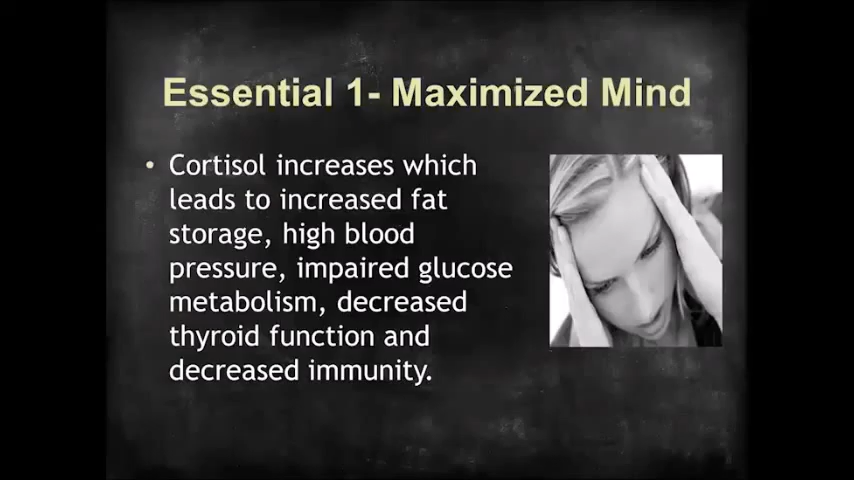 Essential 1- Maximized Mind
• Cortisol increases which
leads to increased fat
storage, high blood
pressure, impaired glucose
metabolism, decreased
thyroid function and
decreased immunity.